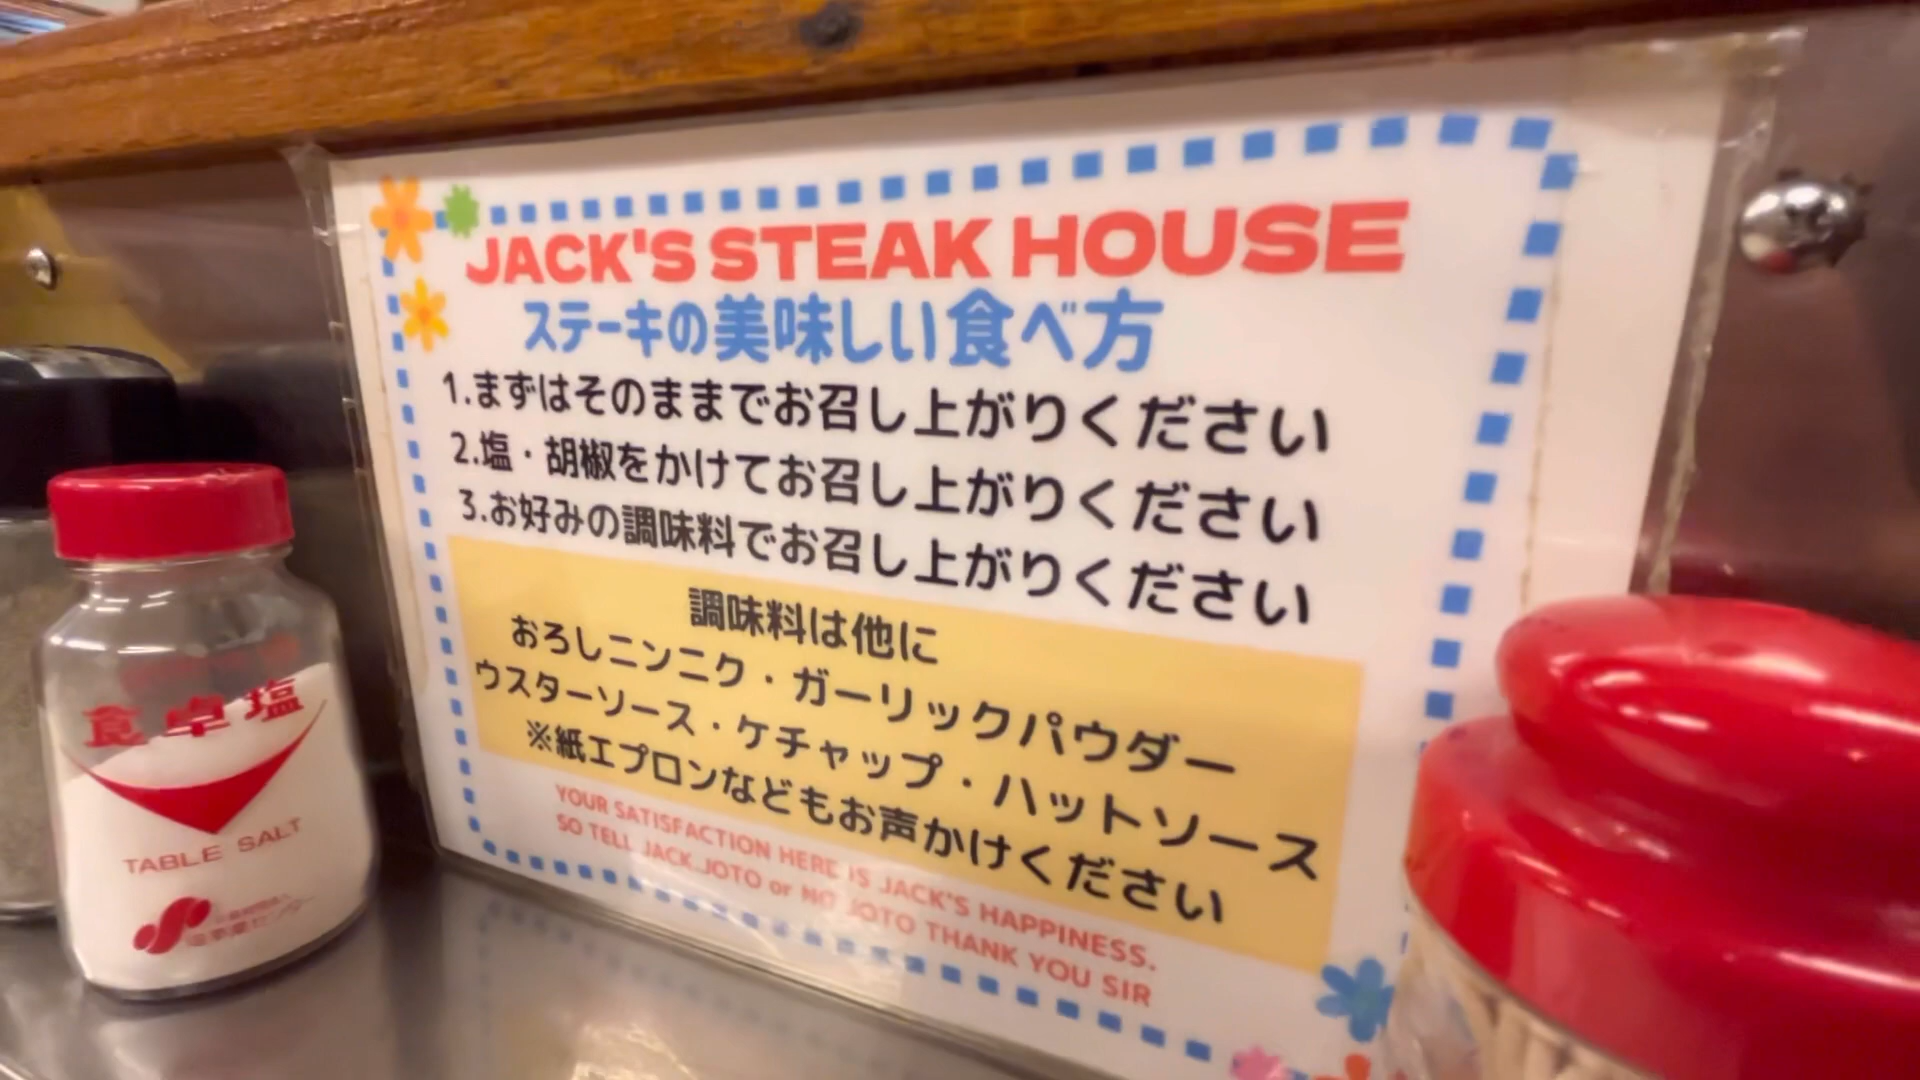 JACK'S STEAK HOUSE
ステーキの美味しい食べ方
1.まずはそのままでお召し上がりください
2.塩・胡椒をかけてお召し上がりください
3.お好みの調味料でお召し上がりください
調味料は他に
おろしニンニク・ガーリックパウダー
ウスターソース・ケチャップ・ハットソース
※紙エプロンなどもお声かけください
YOUR SATISFACTION HERE IS JACK'S HAPPINESS.
SO TELL JACK.JOTO or NO JOTO THANK YOU SIR
食卓塩
TABLE SALT